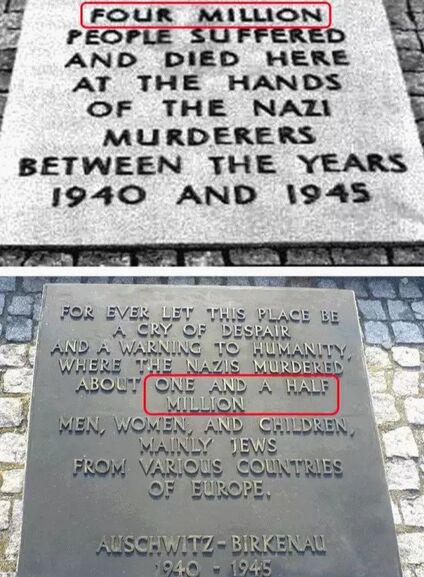 FOUR MILLION
PEOPLE SUFFERED
AND DIED HERE
AT THE HANDS
OF THE NAZI
MURDERERS
BETWEEN THE YEARS
1940 AND 1945
FOR EVER LET THIS PLACE BE
A CRY OF DESPAIR
AND A WARNING TO HUMANITY,
WHERE THE NAZIS MURDERED
ABOUT ONE AND A HALF
MILLION
MEN, WOMEN, AND CHILDREN,
MAINLY JEWS
FROM VARIOUS COUNTRIES
OF EUROPE.
AUSCHWITZ-BIRKENAU
1940 - 1945